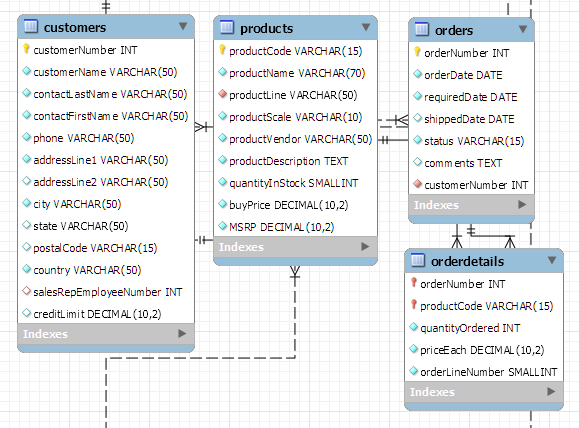 customers
customerNumber INT
customerName VARCHAR(50)
contactLastName VARCHAR(50)
contactFirstName VARCHAR(50)
phone VARCHAR(50)
addressLine1 VARCHAR(50)
addressLine2 VARCHAR(50)
city VARCHAR(50)
state VARCHAR(50)
postalCode VARCHAR(15)
country VARCHAR(50)
salesRepEmployeeNumber INT
creditLimit DECIMAL(10,2)
Indexes
products
productCode VARCHAR(15)
productName VARCHAR(70)
productLine VARCHAR(50)
productScale VARCHAR(10)
productVendor VARCHAR(50)
productDescription TEXT
quantityInStock SMALLINT
buyPrice DECIMAL(10,2)
MSRP DECIMAL(10,2)
Indexes
orders
orderNumber INT
orderDate DATE
requiredDate DATE
shippedDate DATE
status VARCHAR(15)
comments TEXT
customerNumber INT
Indexes
orderdetails
orderNumber INT
productCode VARCHAR(15)
quantityOrdered INT
priceEach DECIMAL(10,2)
orderLineNumber SMALLINT
Indexes